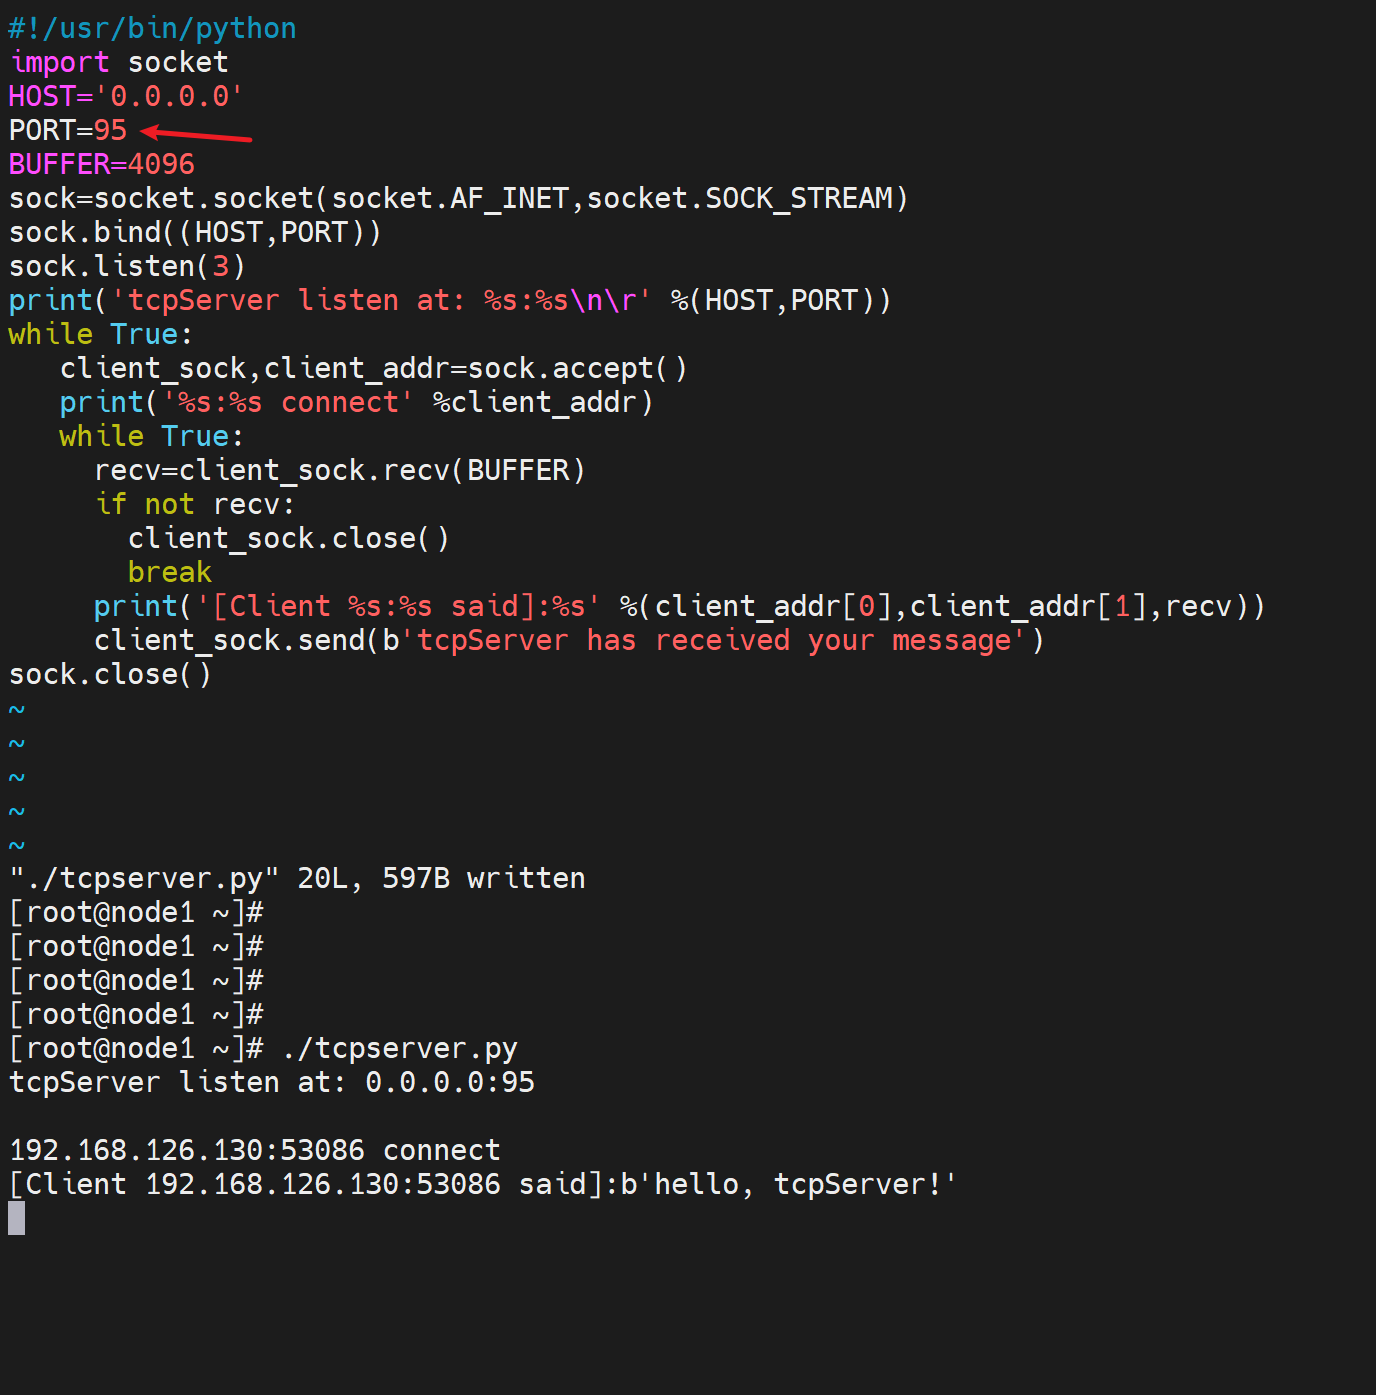 #!/usr/bin/python
import socket
HOST='0.0.0.0'
PORT=95
BUFFER=4096
sock=socket.socket(socket.AF_INET,socket.SOCK_STREAM)
sock.bind((HOST,PORT))
sock.listen(3)
print('tcpServer listen at: %s:%s\n\r' %(HOST,PORT))
while True:
   client_sock,client_addr=sock.accept()
   print('%s:%s connect' %client_addr)
   while True:
     recv=client_sock.recv(BUFFER)
     if not recv:
       client_sock.close()
       break
     print('[Client %s:%s said]:%s' %(client_addr[0],client_addr[1],recv))
     client_sock.send(b'tcpServer has received your message')
sock.close()
~
~
~
~
~
"./tcpserver.py" 20L, 597B written
[root@node1 ~]#
[root@node1 ~]#
[root@node1 ~]#
[root@node1 ~]#
[root@node1 ~]# ./tcpserver.py
tcpServer listen at: 0.0.0.0:95

192.168.126.130:53086 connect
[Client 192.168.126.130:53086 said]:b'hello, tcpServer!'